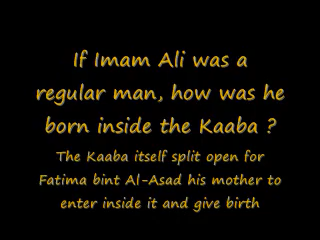 If Imam Ali was a
regular man, how was he
born inside the Kaaba ?
The Kaaba itself split open for
Fatima bint Al-Asad his mother to
enter inside it and give birth